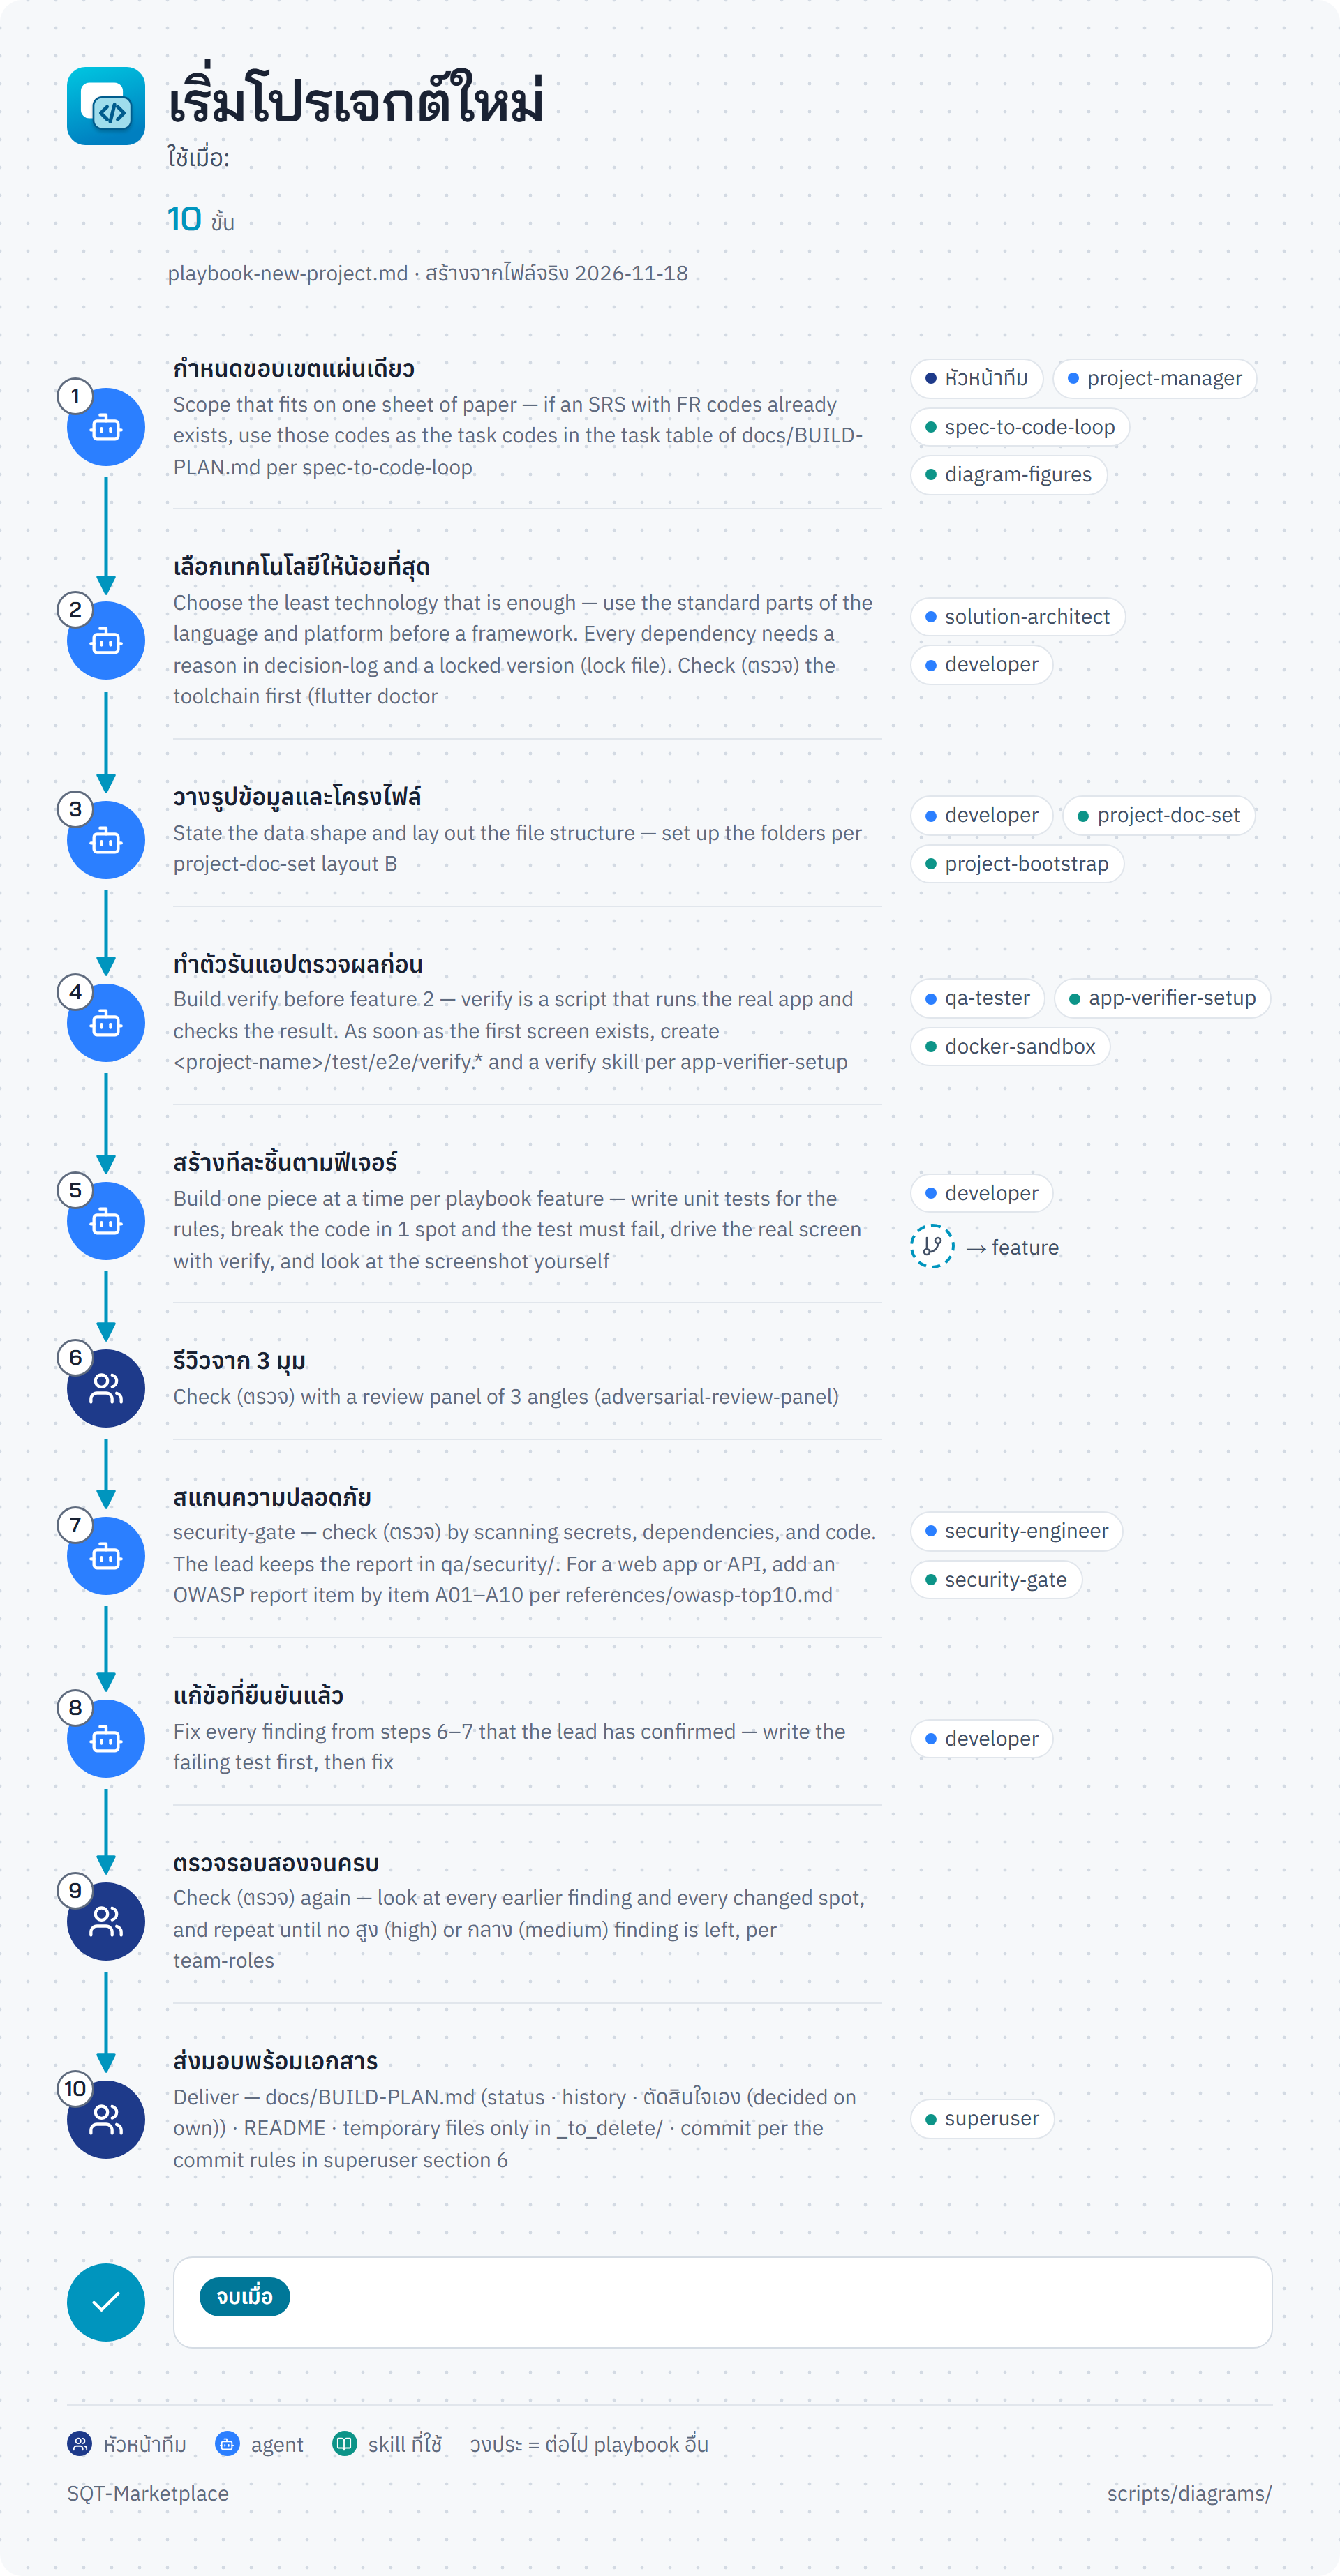 </>
เริ่มโปรเจกต์ใหม่
ใช้เมื่อ:
10 ขั้น
playbook-new-project.md · สร้างจากไฟล์จริง 2026-11-18
1
กำหนดขอบเขตแผ่นเดียว
Scope that fits on one sheet of paper — if an SRS with FR codes already
exists, use those codes as the task codes in the task table of docs/BUILD-
PLAN.md per spec-to-code-loop
หัวหน้าทีม project-manager
spec-to-code-loop
diagram-figures
2
เลือกเทคโนโลยีให้น้อยที่สุด
Choose the least technology that is enough — use the standard parts of the
language and platform before a framework. Every dependency needs a
reason in decision-log and a locked version (lock file). Check (ตรวจ) the
toolchain first (flutter doctor
solution-architect
developer
3
วางรูปข้อมูลและโครงไฟล์
State the data shape and lay out the file structure — set up the folders per
project-doc-set layout B
developer project-doc-set
project-bootstrap
4
ทำตัวรันแอปตรวจผลก่อน
Build verify before feature 2 — verify is a script that runs the real app and
checks the result. As soon as the first screen exists, create
<project-name>/test/e2e/verify.* and a verify skill per app-verifier-setup
qa-tester app-verifier-setup
docker-sandbox
5
สร้างทีละชิ้นตามฟีเจอร์
Build one piece at a time per playbook feature — write unit tests for the
rules, break the code in 1 spot and the test must fail, drive the real screen
with verify, and look at the screenshot yourself
developer
→ feature
6
รีวิวจาก 3 มุม
Check (ตรวจ) with a review panel of 3 angles (adversarial-review-panel)
7
สแกนความปลอดภัย
security-gate — check (ตรวจ) by scanning secrets, dependencies, and code.
The lead keeps the report in qa/security/. For a web app or API, add an
OWASP report item by item A01–A10 per references/owasp-top10.md
security-engineer
security-gate
8
แก้ข้อที่ยืนยันแล้ว
Fix every finding from steps 6–7 that the lead has confirmed — write the
failing test first, then fix
developer
9
ตรวจรอบสองจนครบ
Check (ตรวจ) again — look at every earlier finding and every changed spot,
and repeat until no สูง (high) or กลาง (medium) finding is left, per
team-roles
10
ส่งมอบพร้อมเอกสาร
Deliver — docs/BUILD-PLAN.md (status · history · ตัดสินใจเอง (decided on
own)) · README · temporary files only in _to_delete/ · commit per the
commit rules in superuser section 6
superuser
จบเมื่อ
หัวหน้าทีม agent skill ที่ใช้ วงประ = ต่อไป playbook อื่น
SQT-Marketplace scripts/diagrams/